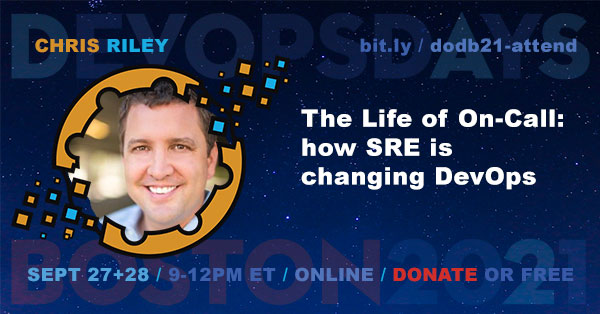 DEVOPSDAYS
CHRIS RILEY
bit.ly / dodb21-attend
The Life of On-Call:
how SRE is
changing DevOps
BOSTON2021
SEPT 27+28 / 9-12PM ET / ONLINE / DONATE OR FREE